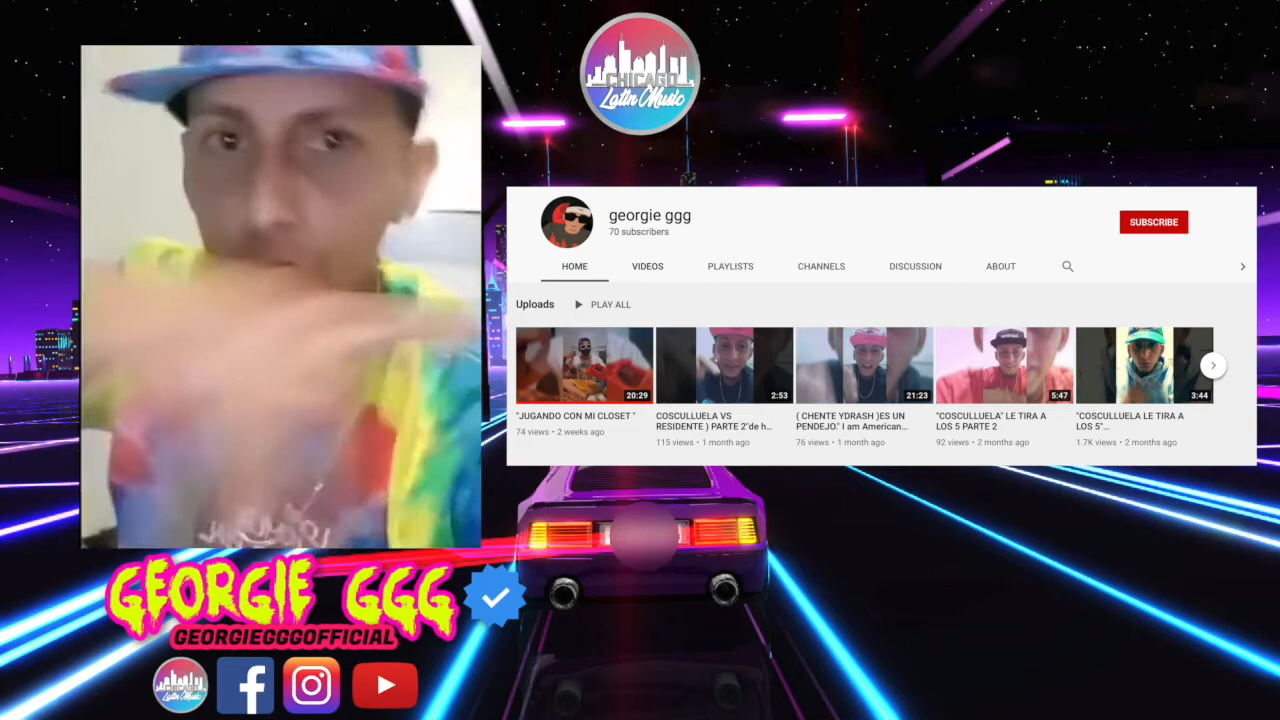 CHICAGO
Latin Music
georgie ggg
70 subscribers
SUBSCRIBE
HOME
VIDEOS
PLAYLISTS
CHANNELS
DISCUSSION
ABOUT
Uploads
PLAY ALL
20:29
2:53
21:23
5:47
3:44
"JUGANDO CON MI CLOSET "
74 views • 2 weeks ago
COSCULLUELA VS
RESIDENTE ) PARTE 2"de h...
115 views • 1 month ago
( CHENTE YDRASH )ES UN
PENDEJO." I am American...
76 views • 1 month ago
"COSCULLUELA" LE TIRA A
LOS 5 PARTE 2
92 views • 2 months ago
"COSCULLUELA LE TIRA A
LOS 5"...
1.7K views • 2 months ago
GEORGIE GGG
GEORGIEGGGOFFICIAL
CHICAGO
Latin Music